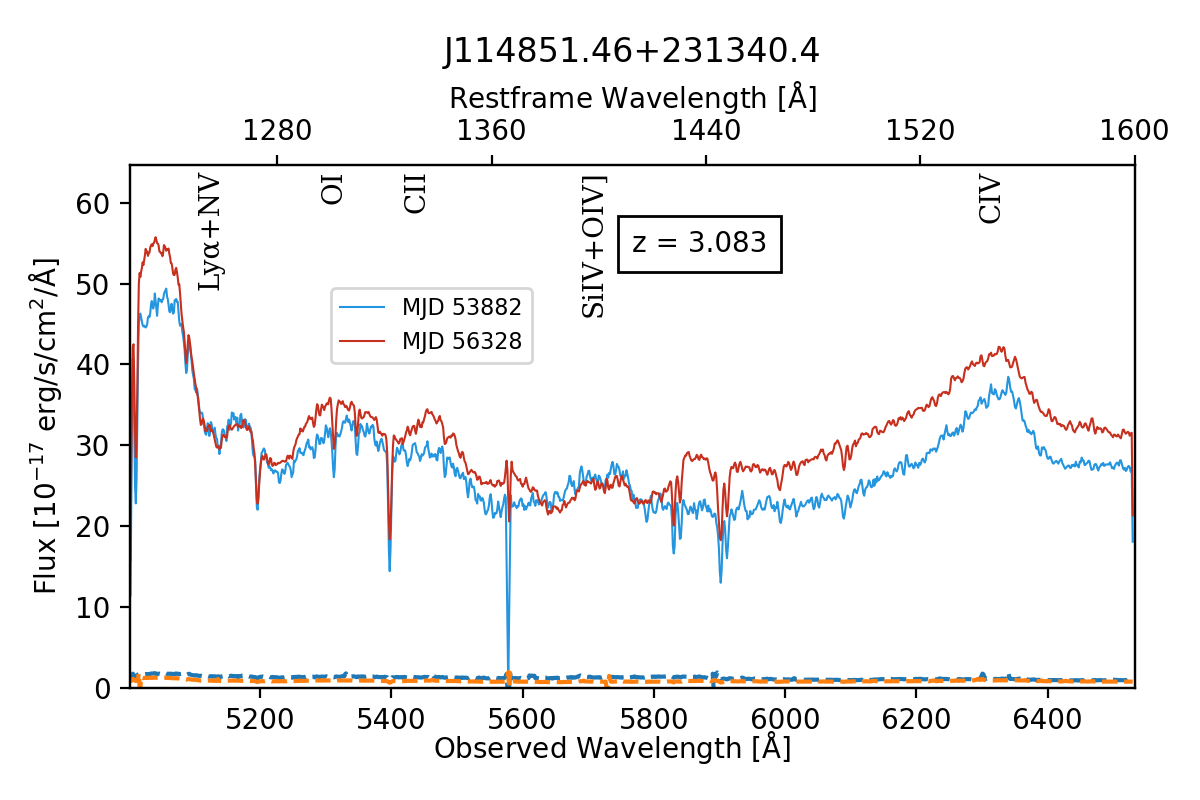 J114851.46+231340.4
Restframe Wavelength [Å]
1280 1360 1440 1520 1600
Lyα+NV
OI
CII
SiIV+OIV]
CIV
z = 3.083
MJD 53882
MJD 56328
Flux [10⁻¹⁷ erg/s/cm²/Å]
60
50
40
30
20
10
0
5200 5400 5600 5800 6000 6200 6400
Observed Wavelength [Å]